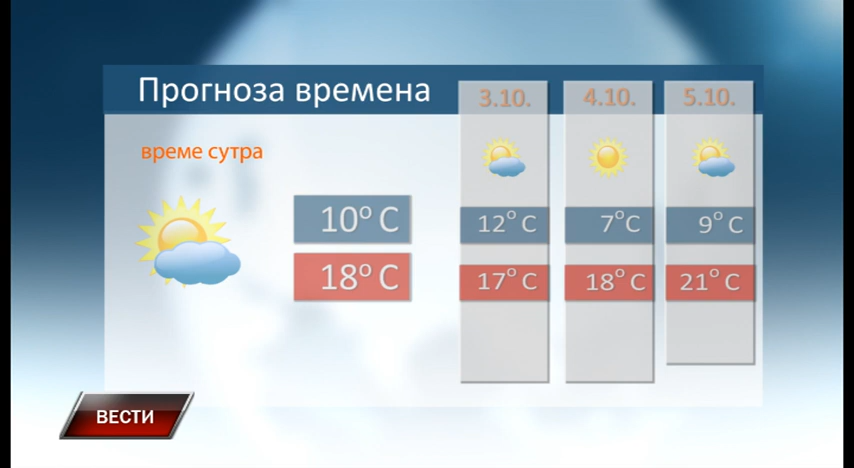 Прогноза времена
3.10.
4.10.
5.10.
време сутра
10° C
12° C
7°C
9° C
18° C
17° C
18° C
21° C
ВЕСТИ